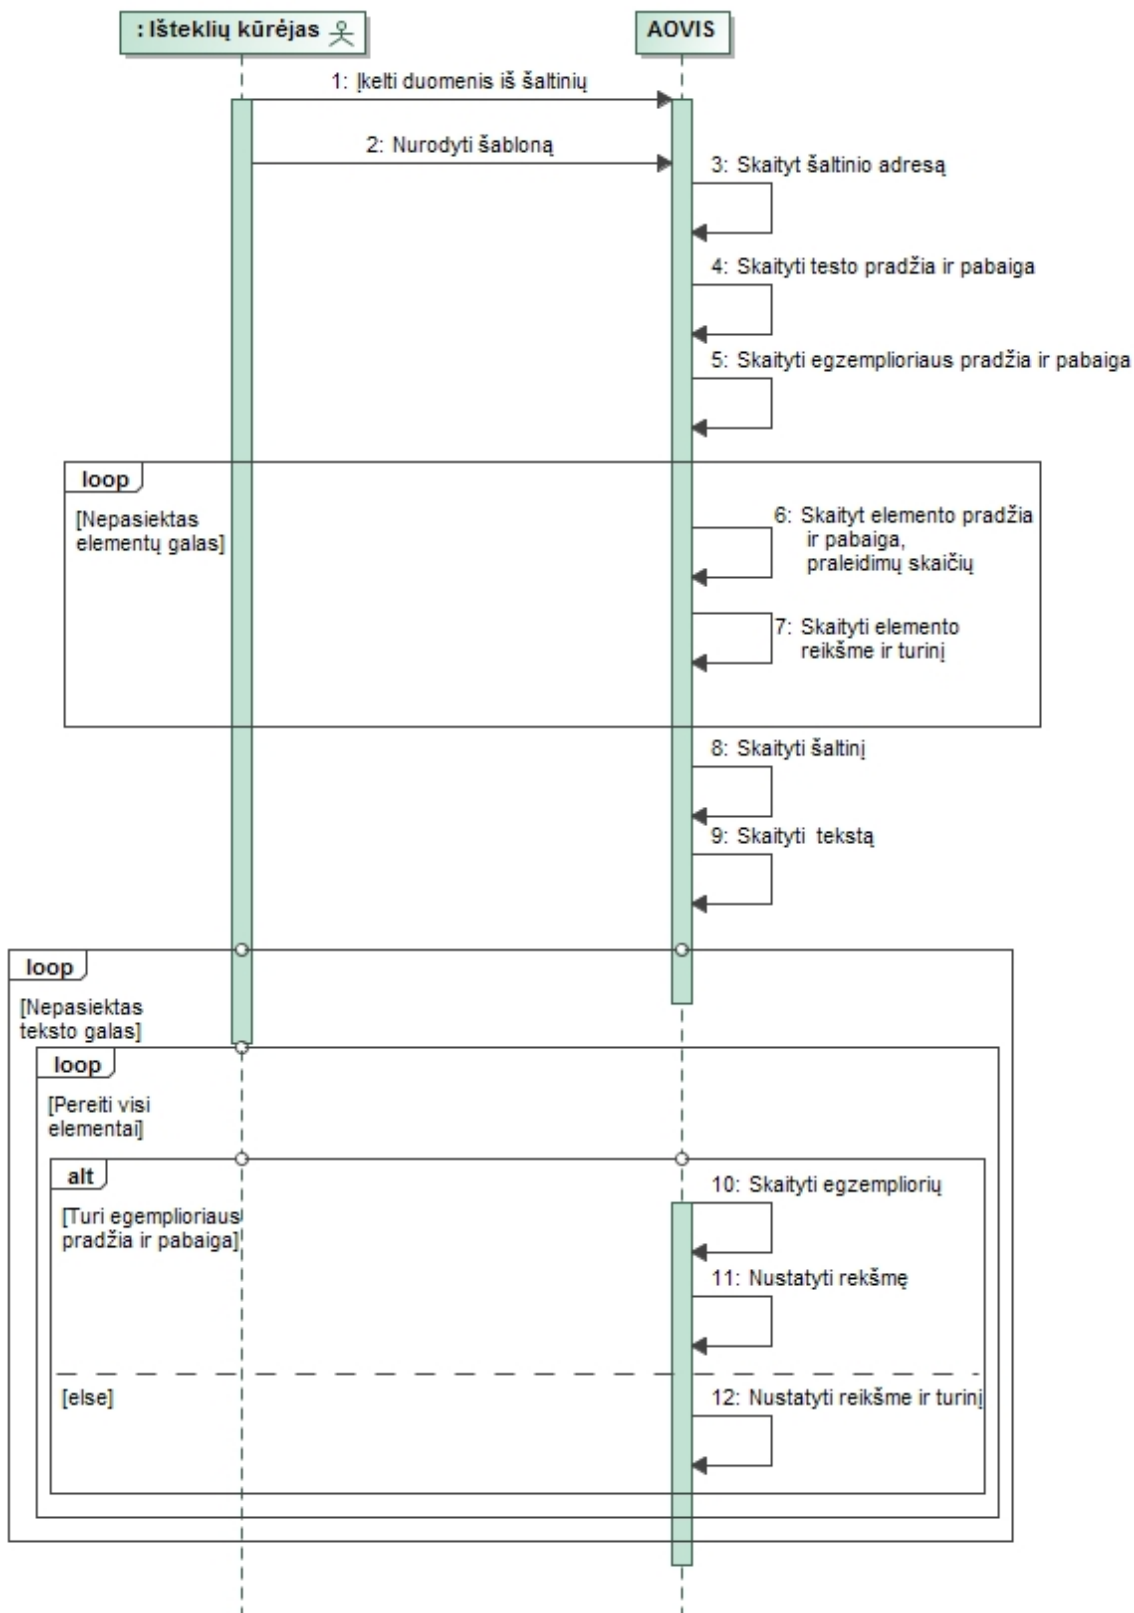 : Išteklių kūrėjas
AOVIS
1: Įkelti duomenis iš šaltinių
2: Nurodyti šabloną
3: Skaityt šaltinio adresą
4: Skaityti testo pradžia ir pabaiga
5: Skaityti egzemplioriaus pradžia ir pabaiga
loop
[Nepasiektas
elementų galas]
6: Skaityt elemento pradžia
ir pabaiga,
praleidimų skaičių
7: Skaityti elemento
reikšme ir turinį
8: Skaityti šaltinį
9: Skaityti tekstą
loop
[Nepasiektas
teksto galas]
loop
[Pereiti visi
elementai]
alt
[Turi egemplioriaus
pradžia ir pabaiga]
10: Skaityti egzempliorių
11: Nustatyti rekšmę
[else]
12: Nustatyti reikšme ir turinį